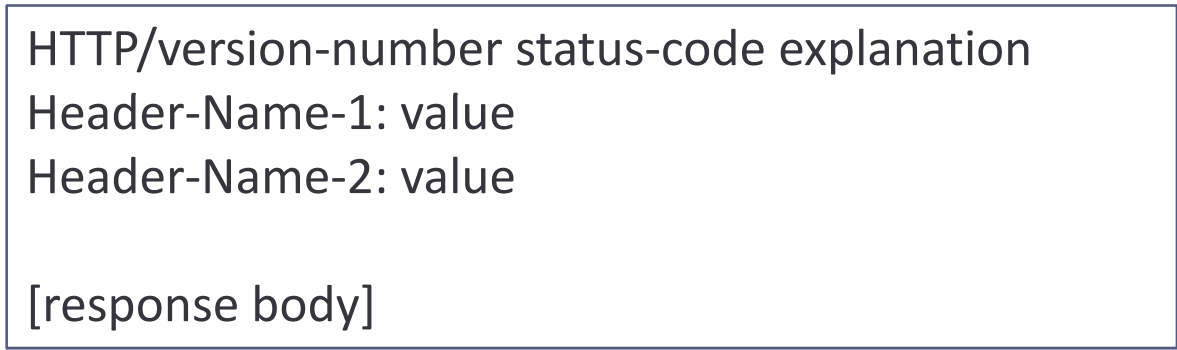 HTTP/version-number status-code explanation
Header-Name-1: value
Header-Name-2: value
[response body]